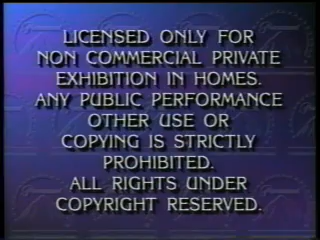 LICENSED ONLY FOR
NON COMMERCIAL PRIVATE
EXHIBITION IN HOMES.
ANY PUBLIC PERFORMANCE
OTHER USE OR
COPYING IS STRICTLY
PROHIBITED.
ALL RIGHTS UNDER
COPYRIGHT RESERVED.